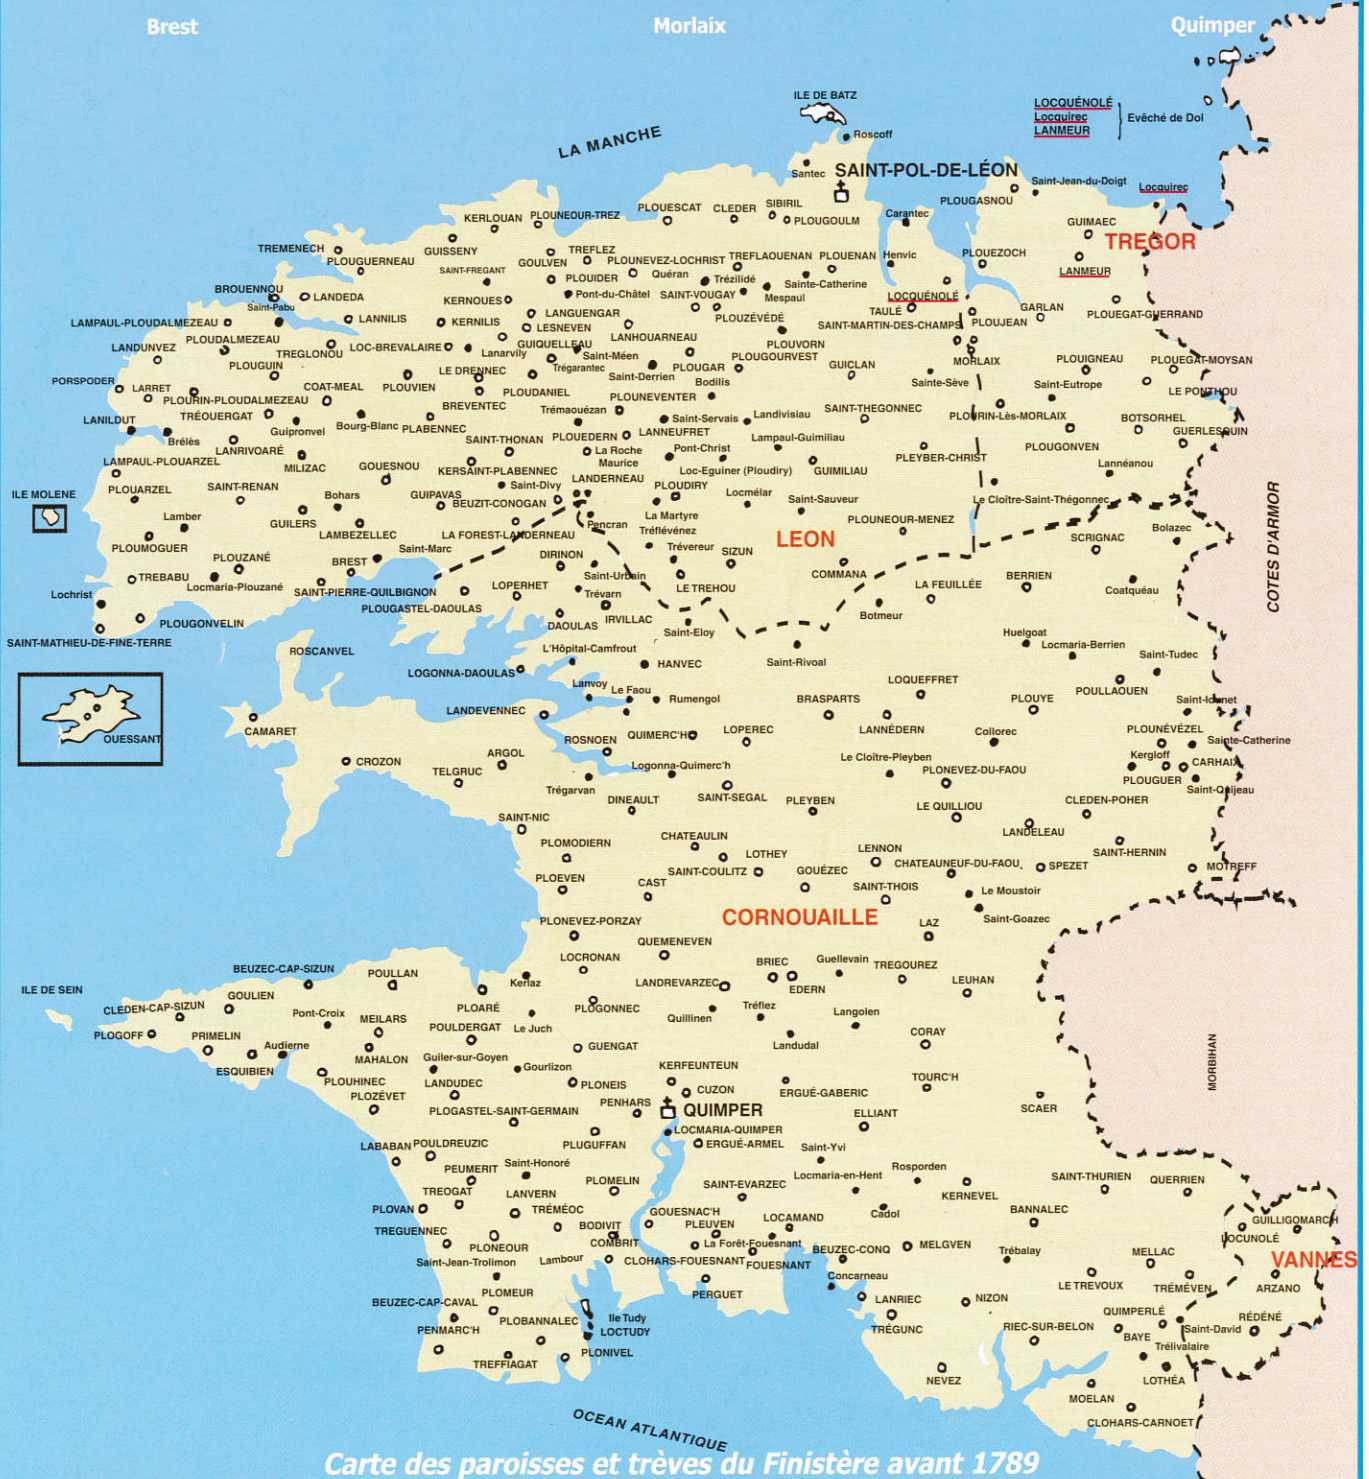 Brest
Morlaix
Quimper
ILE DE BATZ
LOCQUÉNOLÉ
Locquirec
LANMEUR
Evêché de Dol
LA MANCHE
Roscoff
Santec
SAINT-POL-DE-LÉON
Saint-Jean-du-Doigt
Locquirec
PLOUGASNOU
KERLOUAN
PLOUNEOUR-TREZ
PLOUESCAT
CLEDER
SIBIRIL
PLOUGOULM
Carantec
GUIMAEC
TREGOR
TREMENECH
PLOUGUERNEAU
GUISSENY
GOULVEN
TREFLEZ
PLOUNEVEZ-LOCHRIST
TREFLAOUENAN
PLOUENAN
Henvic
PLOUEZOCH
LANMEUR
SAINT-FREGANT
PLOUIDER
Quéran
Trézilidé
Sainte-Catherine
BROUENNOU
LANDEDA
Saint-Pabu
KERNOUES
Pont-du-Châtel
SAINT-VOUGAY
Mespaul
LOCQUÉNOLÉ
TAULÉ
GARLAN
PLOUEGAT-GUERRAND
LAMPAUL-PLOUDALMEZEAU
LANNILIS
KERNILIS
LANGUENGAR
LESNEVEN
PLOUZÉVÉDÉ
SAINT-MARTIN-DES-CHAMPS
PLOUJEAN
PLOUDALMEZEAU
TREGLONOU
LOC-BREVALAIRE
Lanarvily
GUIQUELLEAU
LANHOUARNEAU
PLOUVORN
LANDUNVEZ
Saint-Méen
PLOUGOURVEST
MORLAIX
PLOUIGNEAU
PLOUEGAT-MOYSAN
PLOUGUIN
LE DRENNEC
Trégarantec
Saint-Derrien
PLOUGAR
GUICLAN
PORSPODER
LARRET
COAT-MEAL
PLOUVIEN
PLOUDANIEL
PLOUNEVENTER
Bodilis
Sainte-Sève
Saint-Eutrope
LE PONTHOU
PLOURIN-PLOUDALMEZEAU
TRÉOUERGAT
BREVENTEC
Trémaouézan
Saint-Servais
Landivisiau
SAINT-THEGONNEC
PLOURIN-Lès-MORLAIX
BOTSORHEL
LANILDUT
Brélès
Guipronvel
Bourg-Blanc
PLABENNEC
SAINT-THONAN
PLOUEDERN
LANNEUFRET
Lampaul-Guimiliau
PLOUGONVEN
GUERLESQUIN
LANRIVOARÉ
La Roche
Maurice
Pont-Christ
LAMPAUL-PLOUARZEL
MILIZAC
GOUESNOU
KERSAINT-PLABENNEC
Loc-Eguiner (Ploudiry)
GUIMILIAU
PLEYBER-CHRIST
Lannéanou
ILE MOLENE
PLOUARZEL
SAINT-RENAN
Bohars
GUIPAVAS
Saint-Divy
LANDERNEAU
PLOUDIRY
Locmélar
Saint-Sauveur
Le Cloître-Saint-Thégonnec
BEUZIT-CONOGAN
La Martyre
Lamber
GUILERS
LAMBEZELLEC
LA FOREST-LANDERNEAU
Pencran
Tréflévénez
LEON
PLOUNEOUR-MENEZ
SCRIGNAC
Bolazec
COTES D'ARMOR
PLOUMOGUER
PLOUZANÉ
BREST
Saint-Marc
DIRINON
Trévereur
SIZUN
COMMANA
TREBABU
Locmaria-Plouzané
SAINT-PIERRE-QUILBIGNON
LOPERHET
Saint-Urbain
LE TREHOU
LA FEUILLÉE
BERRIEN
Coatquéau
Lochrist
PLOUGASTEL-DAOULAS
Trévarn
Botmeur
PLOUGONVELIN
DAOULAS
IRVILLAC
Saint-Eloy
SAINT-MATHIEU-DE-FINE-TERRE
ROSCANVEL
L'Hôpital-Camfrout
HANVEC
Saint-Rivoal
Huelgoat
Locmaria-Berrien
Saint-Tudec
LOGONNA-DAOULAS
Lanvoy
Le Faou
Rumengol
BRASPARTS
LOQUEFFRET
PLOUYE
POULLAOUEN
OUESSANT
CAMARET
LANDEVENNEC
ROSNOEN
QUIMERC'H
LOPEREC
LANNÉDERN
Collorec
PLOUNÉVÉZEL
Sainte-Catherine
CROZON
ARGOL
TELGRUC
Logonna-Quimerc'h
Le Cloître-Pleyben
PLONEVEZ-DU-FAOU
Kergloff
CARHAIX
PLOUGUER
Trégarvan
DINEAULT
SAINT-SEGAL
PLEYBEN
LE QUILLIOU
CLEDEN-POHER
SAINT-NIC
PLOMODIERN
CHATEAULIN
LOTHEY
LENNON
LANDELEAU
SAINT-HERNIN
PLOEVEN
CAST
SAINT-COULITZ
GOUÉZEC
CHATEAUNEUF-DU-FAOU
SPEZET
MOTREFF
SAINT-THOIS
Le Moustoir
PLONEVEZ-PORZAY
CORNOUAILLE
LAZ
Saint-Goazec
LOCRONAN
QUEMENEVEN
BRIEC
EDERN
Guellevain
TREGOUREZ
LEUHAN
BEUZEC-CAP-SIZUN
POULLAN
Kerlaz
LANDREVARZEC
ILE DE SEIN
CLEDEN-CAP-SIZUN
GOULIEN
Pont-Croix
PLOARÉ
PLOGONNEC
Quillinen
Tréflez
Langolen
PLOGOFF
PRIMELIN
MEILARS
POULDERGAT
Le Juch
GUENGAT
Landudal
CORAY
ESQUIBIEN
Audierne
MAHALON
Guiler-sur-Goyen
Gourlizon
KERFEUNTEUN
MORBIHAN
PLOUHINEC
LANDUDEC
PLONEIS
CUZON
ERGUÉ-GABERIC
TOURC'H
PLOZÉVET
PLOGASTEL-SAINT-GERMAIN
PENHARS
QUIMPER
ELLIANT
SCAER
LABABAN
POULDREUZIC
PLUGUFFAN
LOCMARIA-QUIMPER
ERGUÉ-ARMEL
Saint-Yvi
PEUMERIT
Saint-Honoré
PLOMELIN
SAINT-EVARZEC
Locmaria-en-Hent
Rosporden
KERNEVEL
SAINT-THURIEN
QUERRIEN
TREOGAT
LANVERN
PLOVAN
TRÉMÉOC
GOUESNAC'H
LOCAMAND
Cadol
BANNALEC
GUILLIGOMARCH
TREGUENNEC
PLONEOUR
BODIVIT
COMBRIT
PLEUVEN
La Forêt-Fouesnant
BEUZEC-CONQ
MELGVEN
Trébalay
MELLAC
LOCUNOLÉ
Saint-Jean-Trolimon
Lambour
CLOHARS-FOUESNANT
FOUESNANT
Concarneau
LE TREVOUX
TRÉMÉVEN
VANNES
ARZANO
PLOMEUR
PERGUET
LANRIEC
NIZON
BEUZEC-CAP-CAVAL
PLOBANNALEC
Ile Tudy
LOCTUDY
TRÉGUNC
RIEC-SUR-BELON
QUIMPERLÉ
BAYE
Saint-David
RÉDÉNÉ
PENMARC'H
TREFFIAGAT
PLONIVEL
Trélivalaire
LOTHÉA
NEVEZ
MOELAN
CLOHARS-CARNOET
OCEAN ATLANTIQUE
Carte des paroisses et trèves du Finistère avant 1789